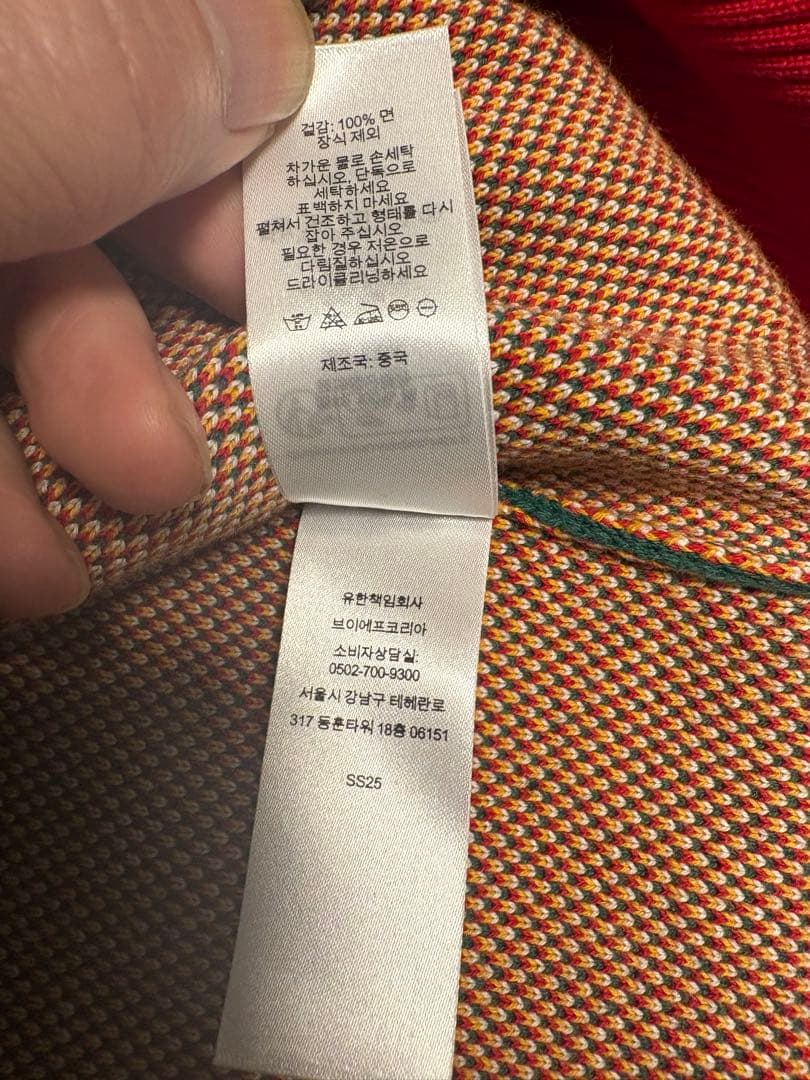 겉감: 100% 면
장식 제외
차가운 물로 손세탁
하십시오, 단독으로
세탁하세요
표백하지 마세요
펼쳐서 건조하고 형태를 다시
잡아 주십시오
필요한 경우 저온으로
다림질하십시오
드라이클리닝하세요
제조국: 중국
유한책임회사
브이에프코리아
소비자상담실:
0502-700-9300
서울시 강남구 테헤란로
317 동훈타워 18층 06151
SS25